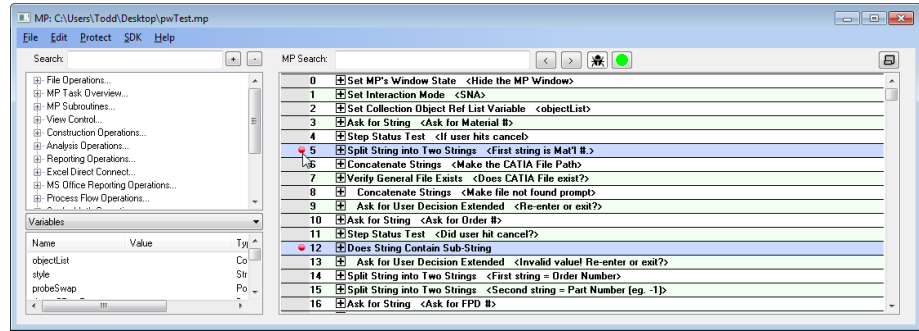 MP: C:\Users\Todd\Desktop\pwTest.mp
File Edit Protect SDK Help
Search: + -
MP Search: < >
File Operations...
MP Task Overview...
MP Subroutines...
View Control...
Construction Operations...
Analysis Operations...
Reporting Operations...
Excel Direct Connect...
MS Office Reporting Operations...
Process Flow Operations...
Variables
Name Value
objectList Co
style Str
probeSwap Po
0 Set MP's Window State <Hide the MP Window>
1 Set Interaction Mode <SNA>
2 Set Collection Object Ref List Variable <objectList>
3 Ask for String <Ask for Material #>
4 Step Status Test <If user hits cancel>
5 Split String into Two Strings <First string is Mat'l #.>
6 Concatenate Strings <Make the CATIA File Path>
7 Verify General File Exists <Does CATIA File exist?>
8 Concatenate Strings <Make file not found prompt>
9 Ask for User Decision Extended <Re-enter or exit?>
10 Ask for String <Ask for Order #>
11 Step Status Test <Did user hit cancel?>
12 Does String Contain Sub-String
13 Ask for User Decision Extended <Invalid value! Re-enter or exit?>
14 Split String into Two Strings <First string = Order Number>
15 Split String into Two Strings <Second string = Part Number (eg. -1)>
16 Ask for String <Ask for FPD #>